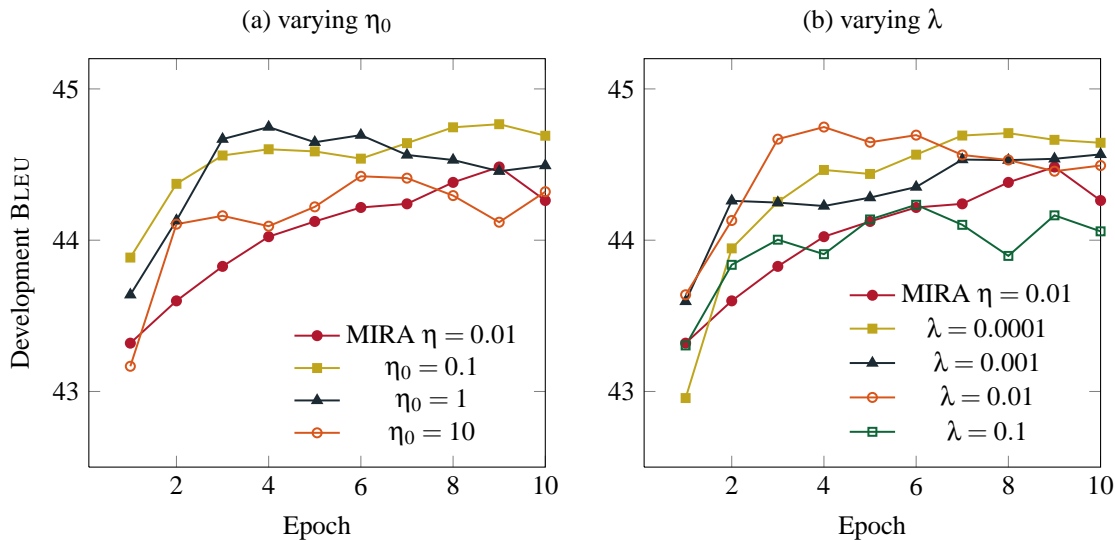 (a) varying η₀
45
44
43
2 4 6 8 10
Development BLEU
Epoch
MIRA η = 0.01
η₀ = 0.1
η₀ = 1
η₀ = 10
(b) varying λ
45
44
43
2 4 6 8 10
Epoch
MIRA η = 0.01
λ = 0.0001
λ = 0.001
λ = 0.01
λ = 0.1